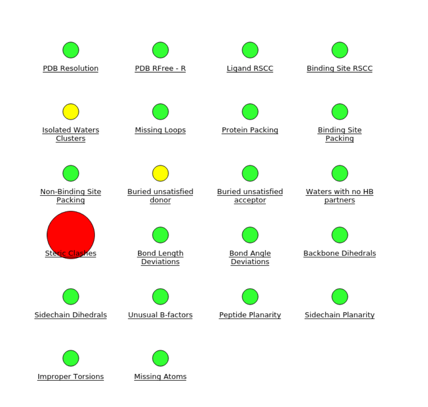 PDB Resolution
PDB RFree - R
Ligand RSCC
Binding Site RSCC
Isolated Waters
Clusters
Missing Loops
Protein Packing
Binding Site
Packing
Non-Binding Site
Packing
Buried unsatisfied
donor
Buried unsatisfied
acceptor
Waters with no HB
partners
Steric Clashes
Bond Length
Deviations
Bond Angle
Deviations
Backbone Dihedrals
Sidechain Dihedrals
Unusual B-factors
Peptide Planarity
Sidechain Planarity
Improper Torsions
Missing Atoms